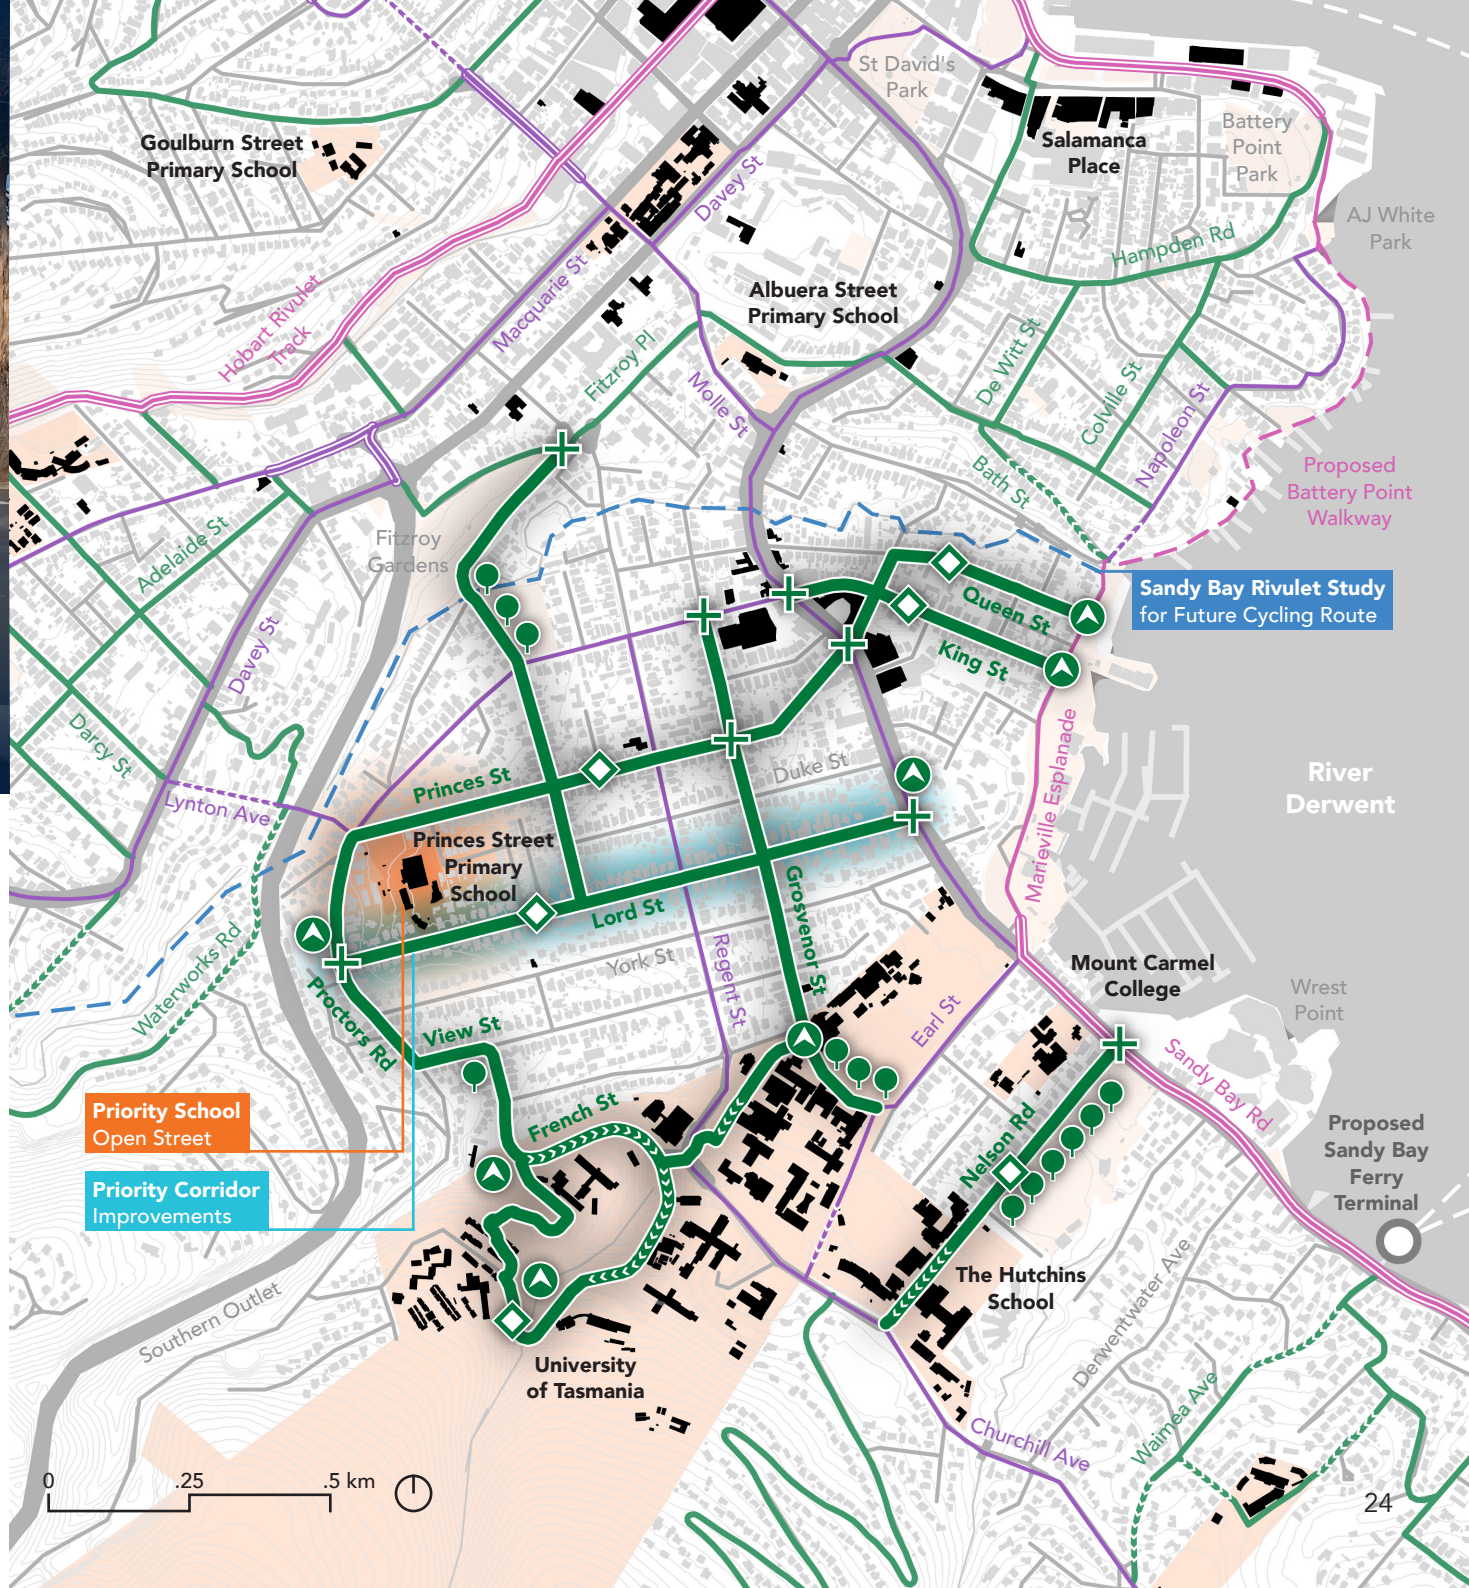 St David's
Park
Goulburn Street
Primary School
Salamanca
Place
Battery
Point
Park
Davey St
AJ White
Park
Hampden Rd
Hobart Rivulet
Track
Macquarie St
Albuera Street
Primary School
Fitzroy Pl
De Witt St
Molle St
Colville St
Napoleon St
Bath St
Proposed
Battery Point
Walkway
Adelaide St
Fitzroy
Gardens
Sandy Bay Rivulet Study
for Future Cycling Route
Queen St
King St
Davey St
Darcy St
Princes St
Duke St
Marieville Esplanade
River
Derwent
Lynton Ave
Princes Street
Primary
School
Lord St
Grosvenor St
Waterworks Rd
York St
Regent St
Mount Carmel
College
Wrest
Point
Proctors Rd
View St
Earl St
Sandy Bay Rd
Priority School
Open Street
French St
Nelson Rd
Proposed
Sandy Bay
Ferry
Terminal
Priority Corridor
Improvements
The Hutchins
School
Derwentwater Ave
Southern Outlet
University
of Tasmania
Waimea Ave
Churchill Ave
0 .25 .5 km
24